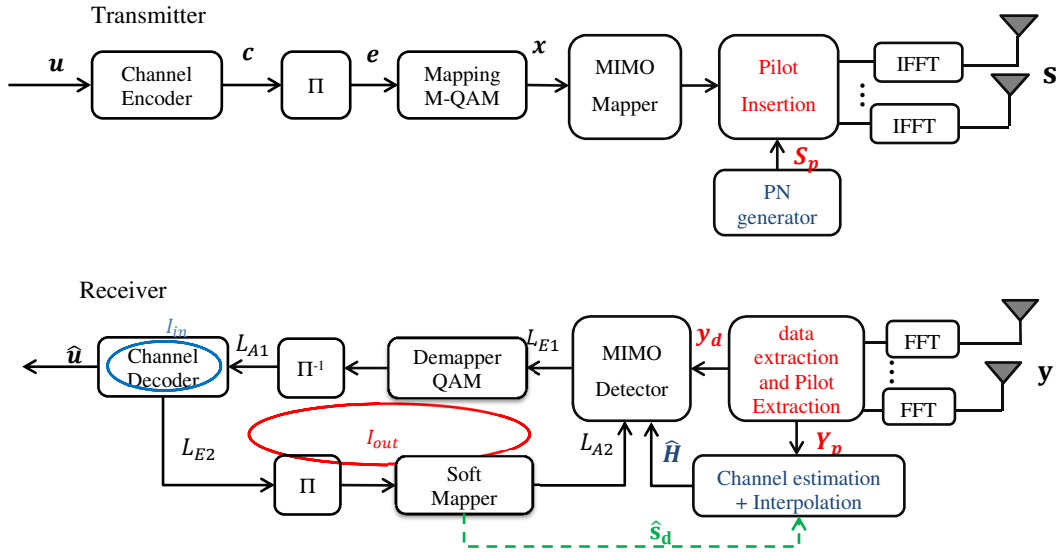 Transmitter
u
Channel
Encoder
c
Π
e
Mapping
M-QAM
x
MIMO
Mapper
Pilot
Insertion
IFFT
IFFT
s
S_p
PN
generator
Receiver
û
I_in
Channel
Decoder
L_A1
Π⁻¹
Demapper
QAM
L_E1
MIMO
Detector
y_d
data
extraction
and Pilot
Extraction
FFT
FFT
y
L_E2
I_out
Π
Soft
Mapper
L_A2
Ĥ
Y_p
Channel estimation
+ Interpolation
ŝ_d